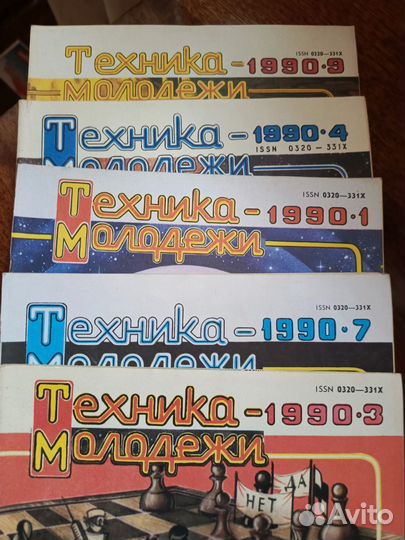 ISSN 0320—331X
Техника - 1990·9
Молодежи
Техника - 1990·4
ISSN 0320-331X
Молодежи
ISSN 0320—331X
Техника - 1990·1
Молодежи
ISSN 0320—331X
Техника - 1990·7
Молодежи
ISSN 0320—331X
Техника - 1990·3
Молодежи
НЕТ ДА
Avito